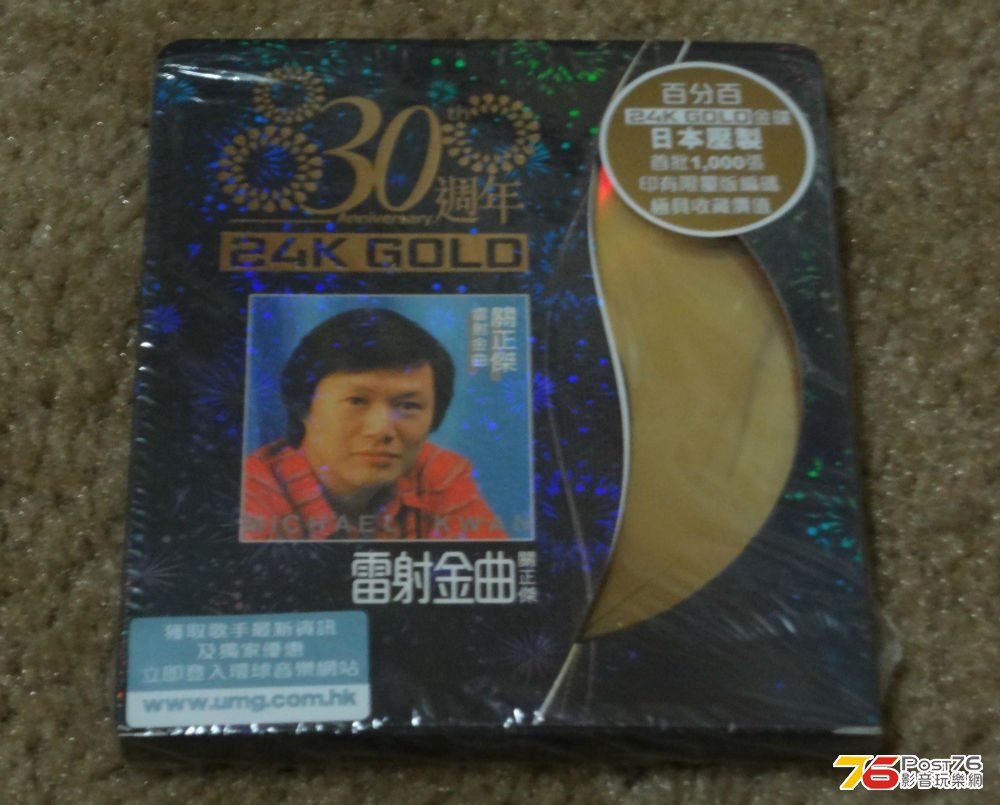 30th
Anniversary 週年
24K GOLD
百分百
24K GOLD金碟
日本壓製
首批1,000張
印有限量版編碼
極具收藏價值
關正傑
雷射金曲
MICHAEL KWAN
雷射金曲 關正傑
獲取歌手最新資訊
及獨家優惠
立即登入環球音樂網站
www.umg.com.hk
76 POST76
影音玩樂網